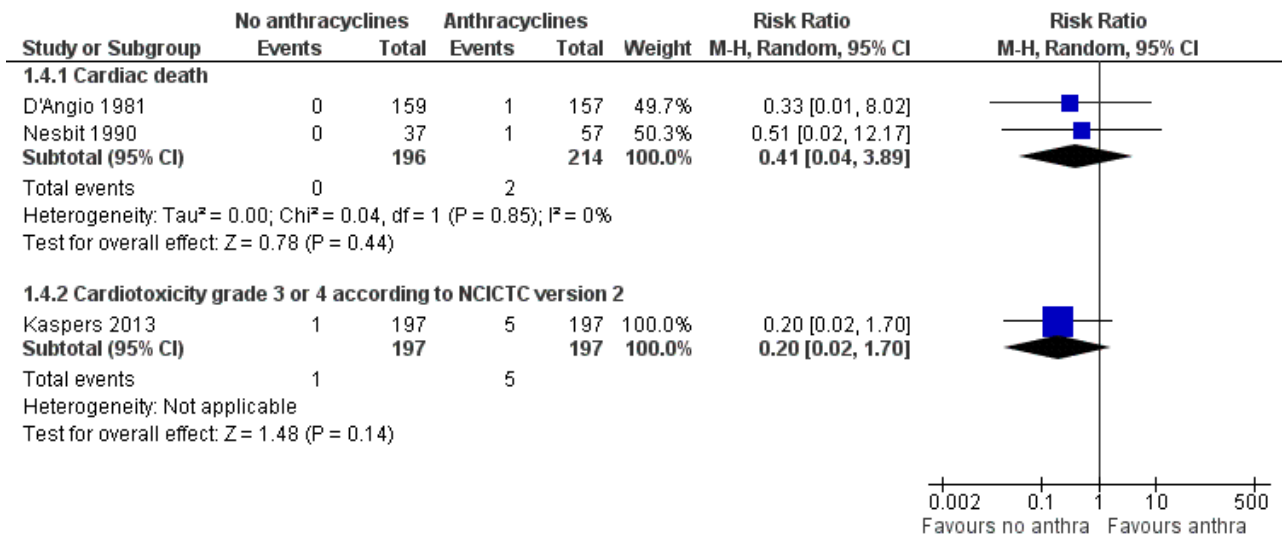 No anthracyclines Anthracyclines Risk Ratio Risk Ratio
Study or Subgroup Events Total Events Total Weight M-H, Random, 95% CI M-H, Random, 95% CI
1.4.1 Cardiac death
D'Angio 1981 0 159 1 157 49.7% 0.33 [0.01, 8.02]
Nesbit 1990 0 37 1 57 50.3% 0.51 [0.02, 12.17]
Subtotal (95% CI) 196 214 100.0% 0.41 [0.04, 3.89]
Total events 0 2
Heterogeneity: Tau² = 0.00; Chi² = 0.04, df = 1 (P = 0.85); I² = 0%
Test for overall effect: Z = 0.78 (P = 0.44)
1.4.2 Cardiotoxicity grade 3 or 4 according to NCICTC version 2
Kaspers 2013 1 197 5 197 100.0% 0.20 [0.02, 1.70]
Subtotal (95% CI) 197 197 100.0% 0.20 [0.02, 1.70]
Total events 1 5
Heterogeneity: Not applicable
Test for overall effect: Z = 1.48 (P = 0.14)
0.002 0.1 1 10 500
Favours no anthra Favours anthra